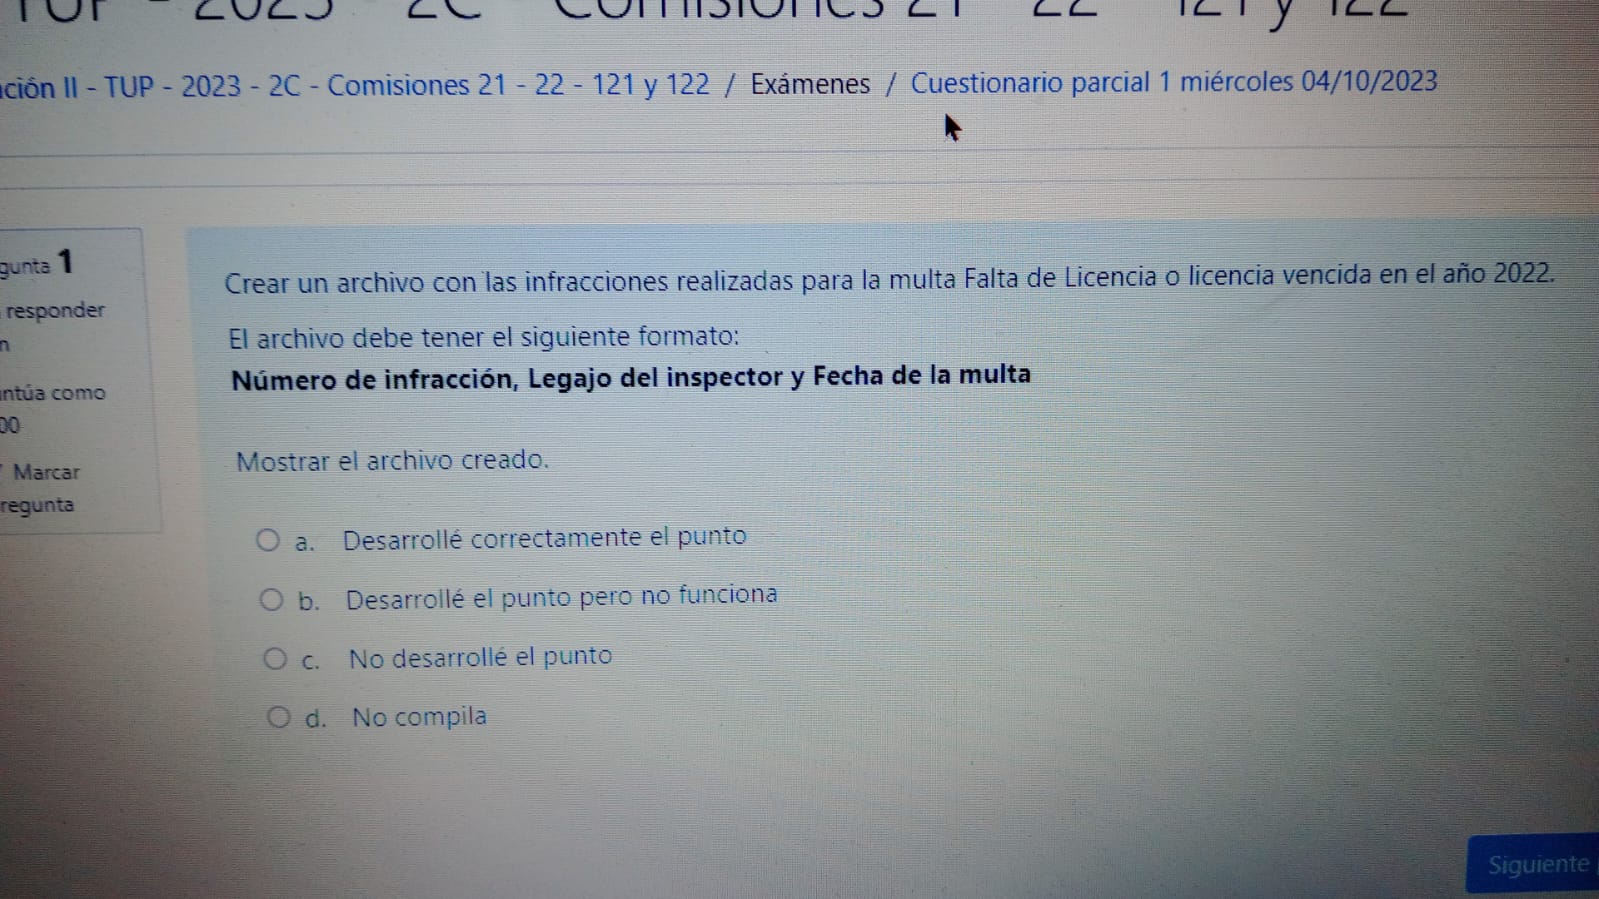 TUP - 2023 - 2C - Comisiones 21 - 22 - 121 y 122
ción II - TUP - 2023 - 2C - Comisiones 21 - 22 - 121 y 122 / Exámenes / Cuestionario parcial 1 miércoles 04/10/2023
gunta 1
responder
n
ntúa como
00
Marcar
regunta
Crear un archivo con las infracciones realizadas para la multa Falta de Licencia o licencia vencida en el año 2022.
El archivo debe tener el siguiente formato:
Número de infracción, Legajo del inspector y Fecha de la multa
Mostrar el archivo creado.
a. Desarrollé correctamente el punto
b. Desarrollé el punto pero no funciona
c. No desarrollé el punto
d. No compila
Siguiente